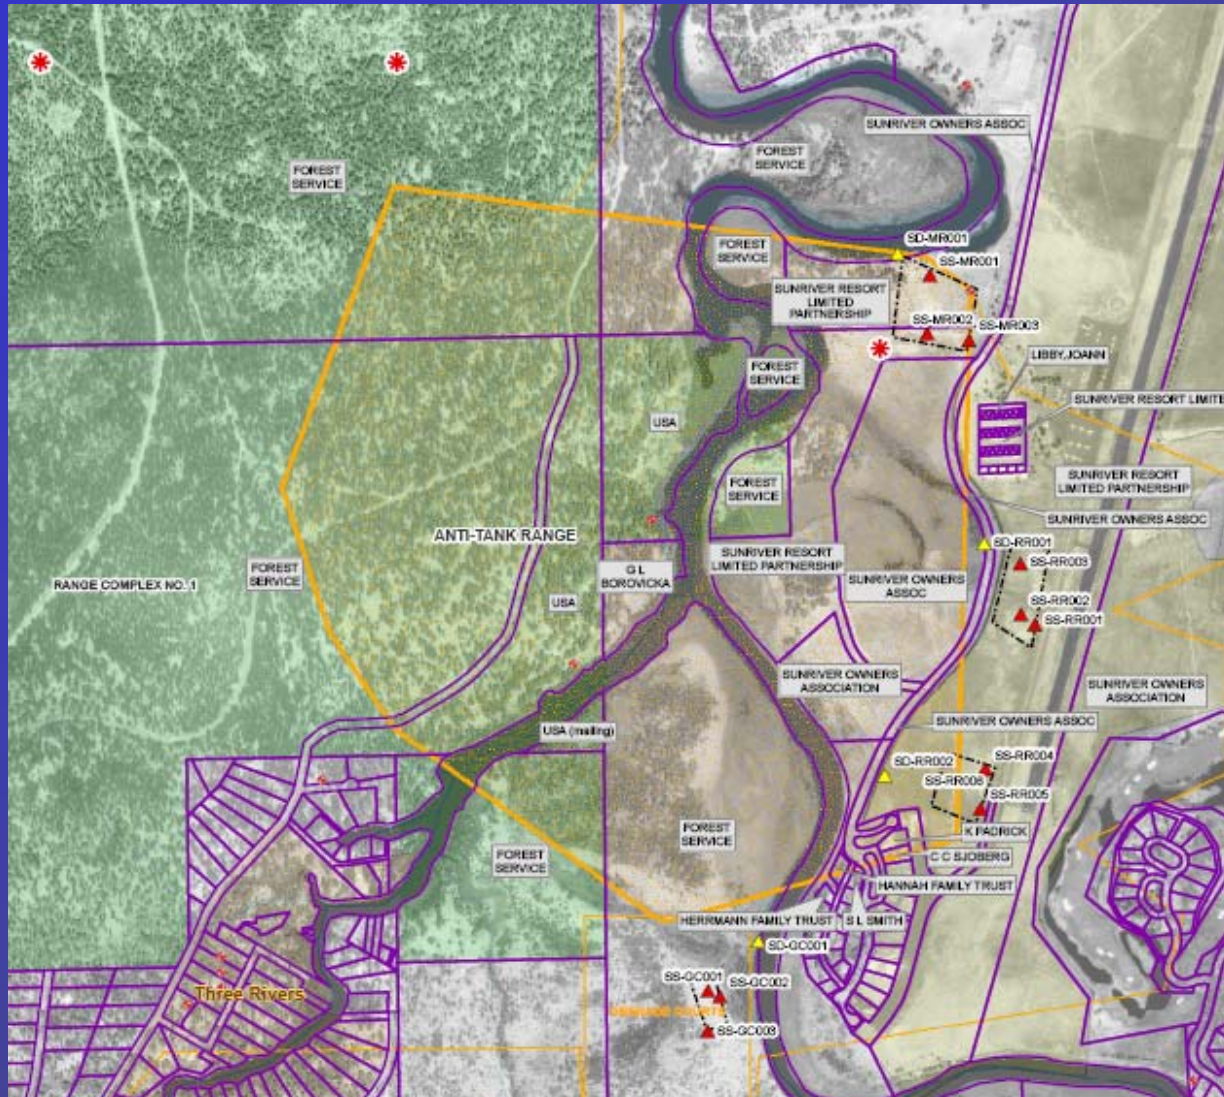 SUNRIVER OWNERS ASSOC
FOREST
SERVICE
FOREST
SERVICE
SD-MR001
FOREST
SERVICE
SS-MR001
SUNRIVER RESORT
LIMITED
PARTNERSHIP
SS-MR002
SS-MR003
LIBBY,JOANN
FOREST
SERVICE
SUNRIVER RESORT LIMITE
USA
SUNRIVER RESORT
LIMITED PARTNERSHIP
FOREST
SERVICE
SUNRIVER OWNERS ASSOC
ANTI-TANK RANGE
SD-RR001
SUNRIVER RESORT
LIMITED PARTNERSHIP
SS-RR003
FOREST
SERVICE
G L
BOROVICKA
RANGE COMPLEX NO. 1
SUNRIVER OWNERS
ASSOC
USA
SS-RR002
SS-RR001
SUNRIVER OWNERS
ASSOCIATION
SUNRIVER OWNERS
ASSOCIATION
SUNRIVER OWNERS ASSOC
USA (mailing)
SD-RR002
SS-RR004
SS-RR006
SS-RR005
FOREST
SERVICE
K PADRICK
FOREST
SERVICE
C C SJOBERG
HANNAH FAMILY TRUST
HERRMANN FAMILY TRUST
S L SMITH
SD-GC001
SS-GC001
SS-GC002
Three Rivers
SS-GC003